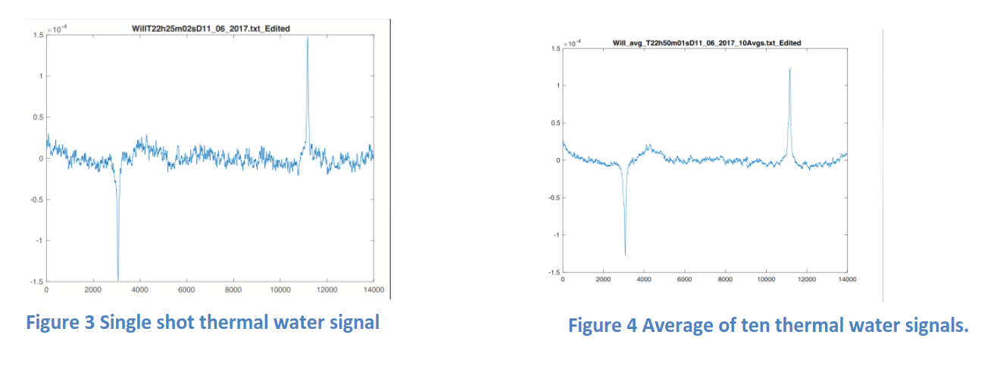 WillT22h25m02sD11_06_2017.txt_Edited
×10⁻⁴
1.5
1
0.5
0
-0.5
-1
-1.5
0 2000 4000 6000 8000 10000 12000 14000
Figure 3 Single shot thermal water signal
Will_avg_T22h50m01sD11_06_2017_10Avgs.txt_Edited
×10⁻⁴
1.5
1
0.5
0
-0.5
-1
-1.5
0 2000 4000 6000 8000 10000 12000 14000
Figure 4 Average of ten thermal water signals.